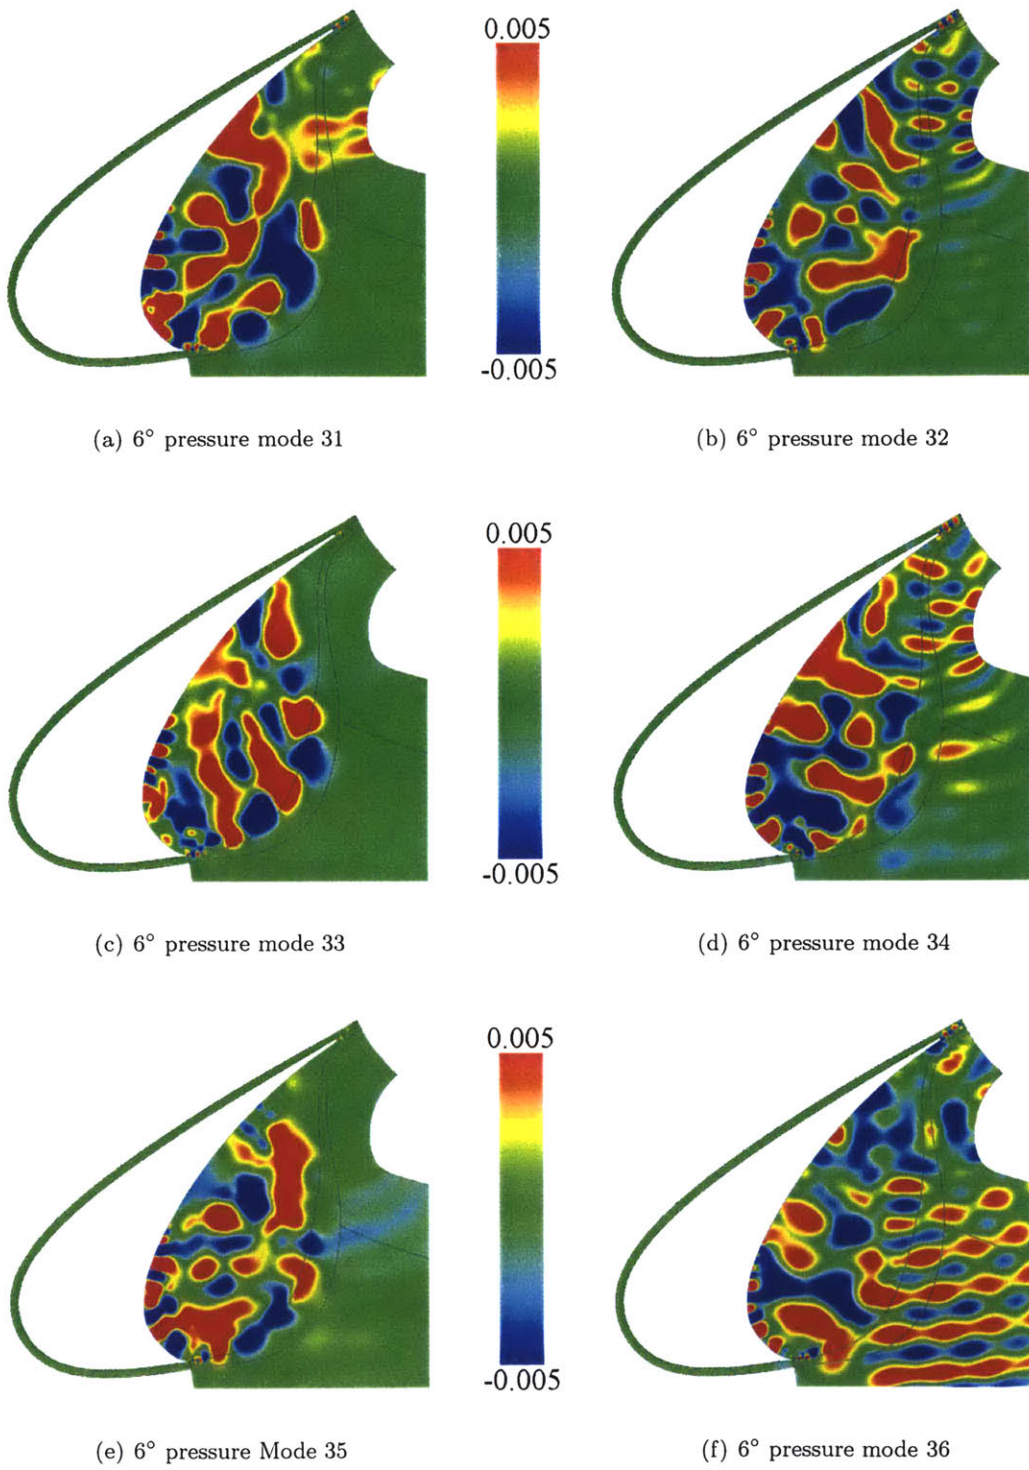 0.005
-0.005
(a) 6° pressure mode 31
(b) 6° pressure mode 32
0.005
-0.005
(c) 6° pressure mode 33
(d) 6° pressure mode 34
0.005
-0.005
(e) 6° pressure Mode 35
(f) 6° pressure mode 36